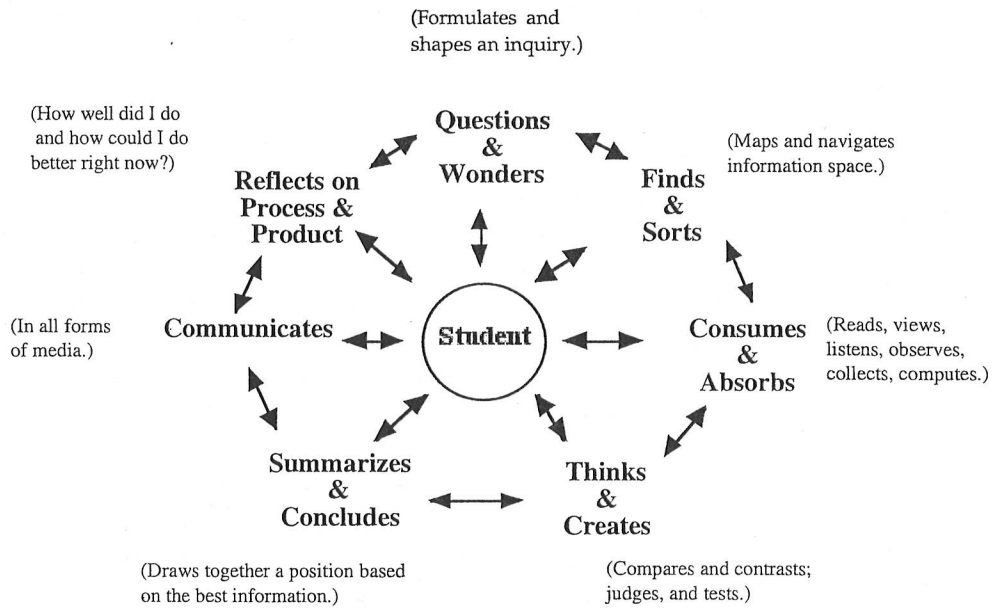 (Formulates and
shapes an inquiry.)
Questions
&
Wonders
(Maps and navigates
information space.)
Finds
&
Sorts
Consumes
&
Absorbs
(Reads, views,
listens, observes,
collects, computes.)
Thinks
&
Creates
(Compares and contrasts;
judges, and tests.)
Summarizes
&
Concludes
(Draws together a position based
on the best information.)
Communicates
(In all forms
of media.)
Reflects on
Process &
Product
(How well did I do
and how could I do
better right now?)
Student